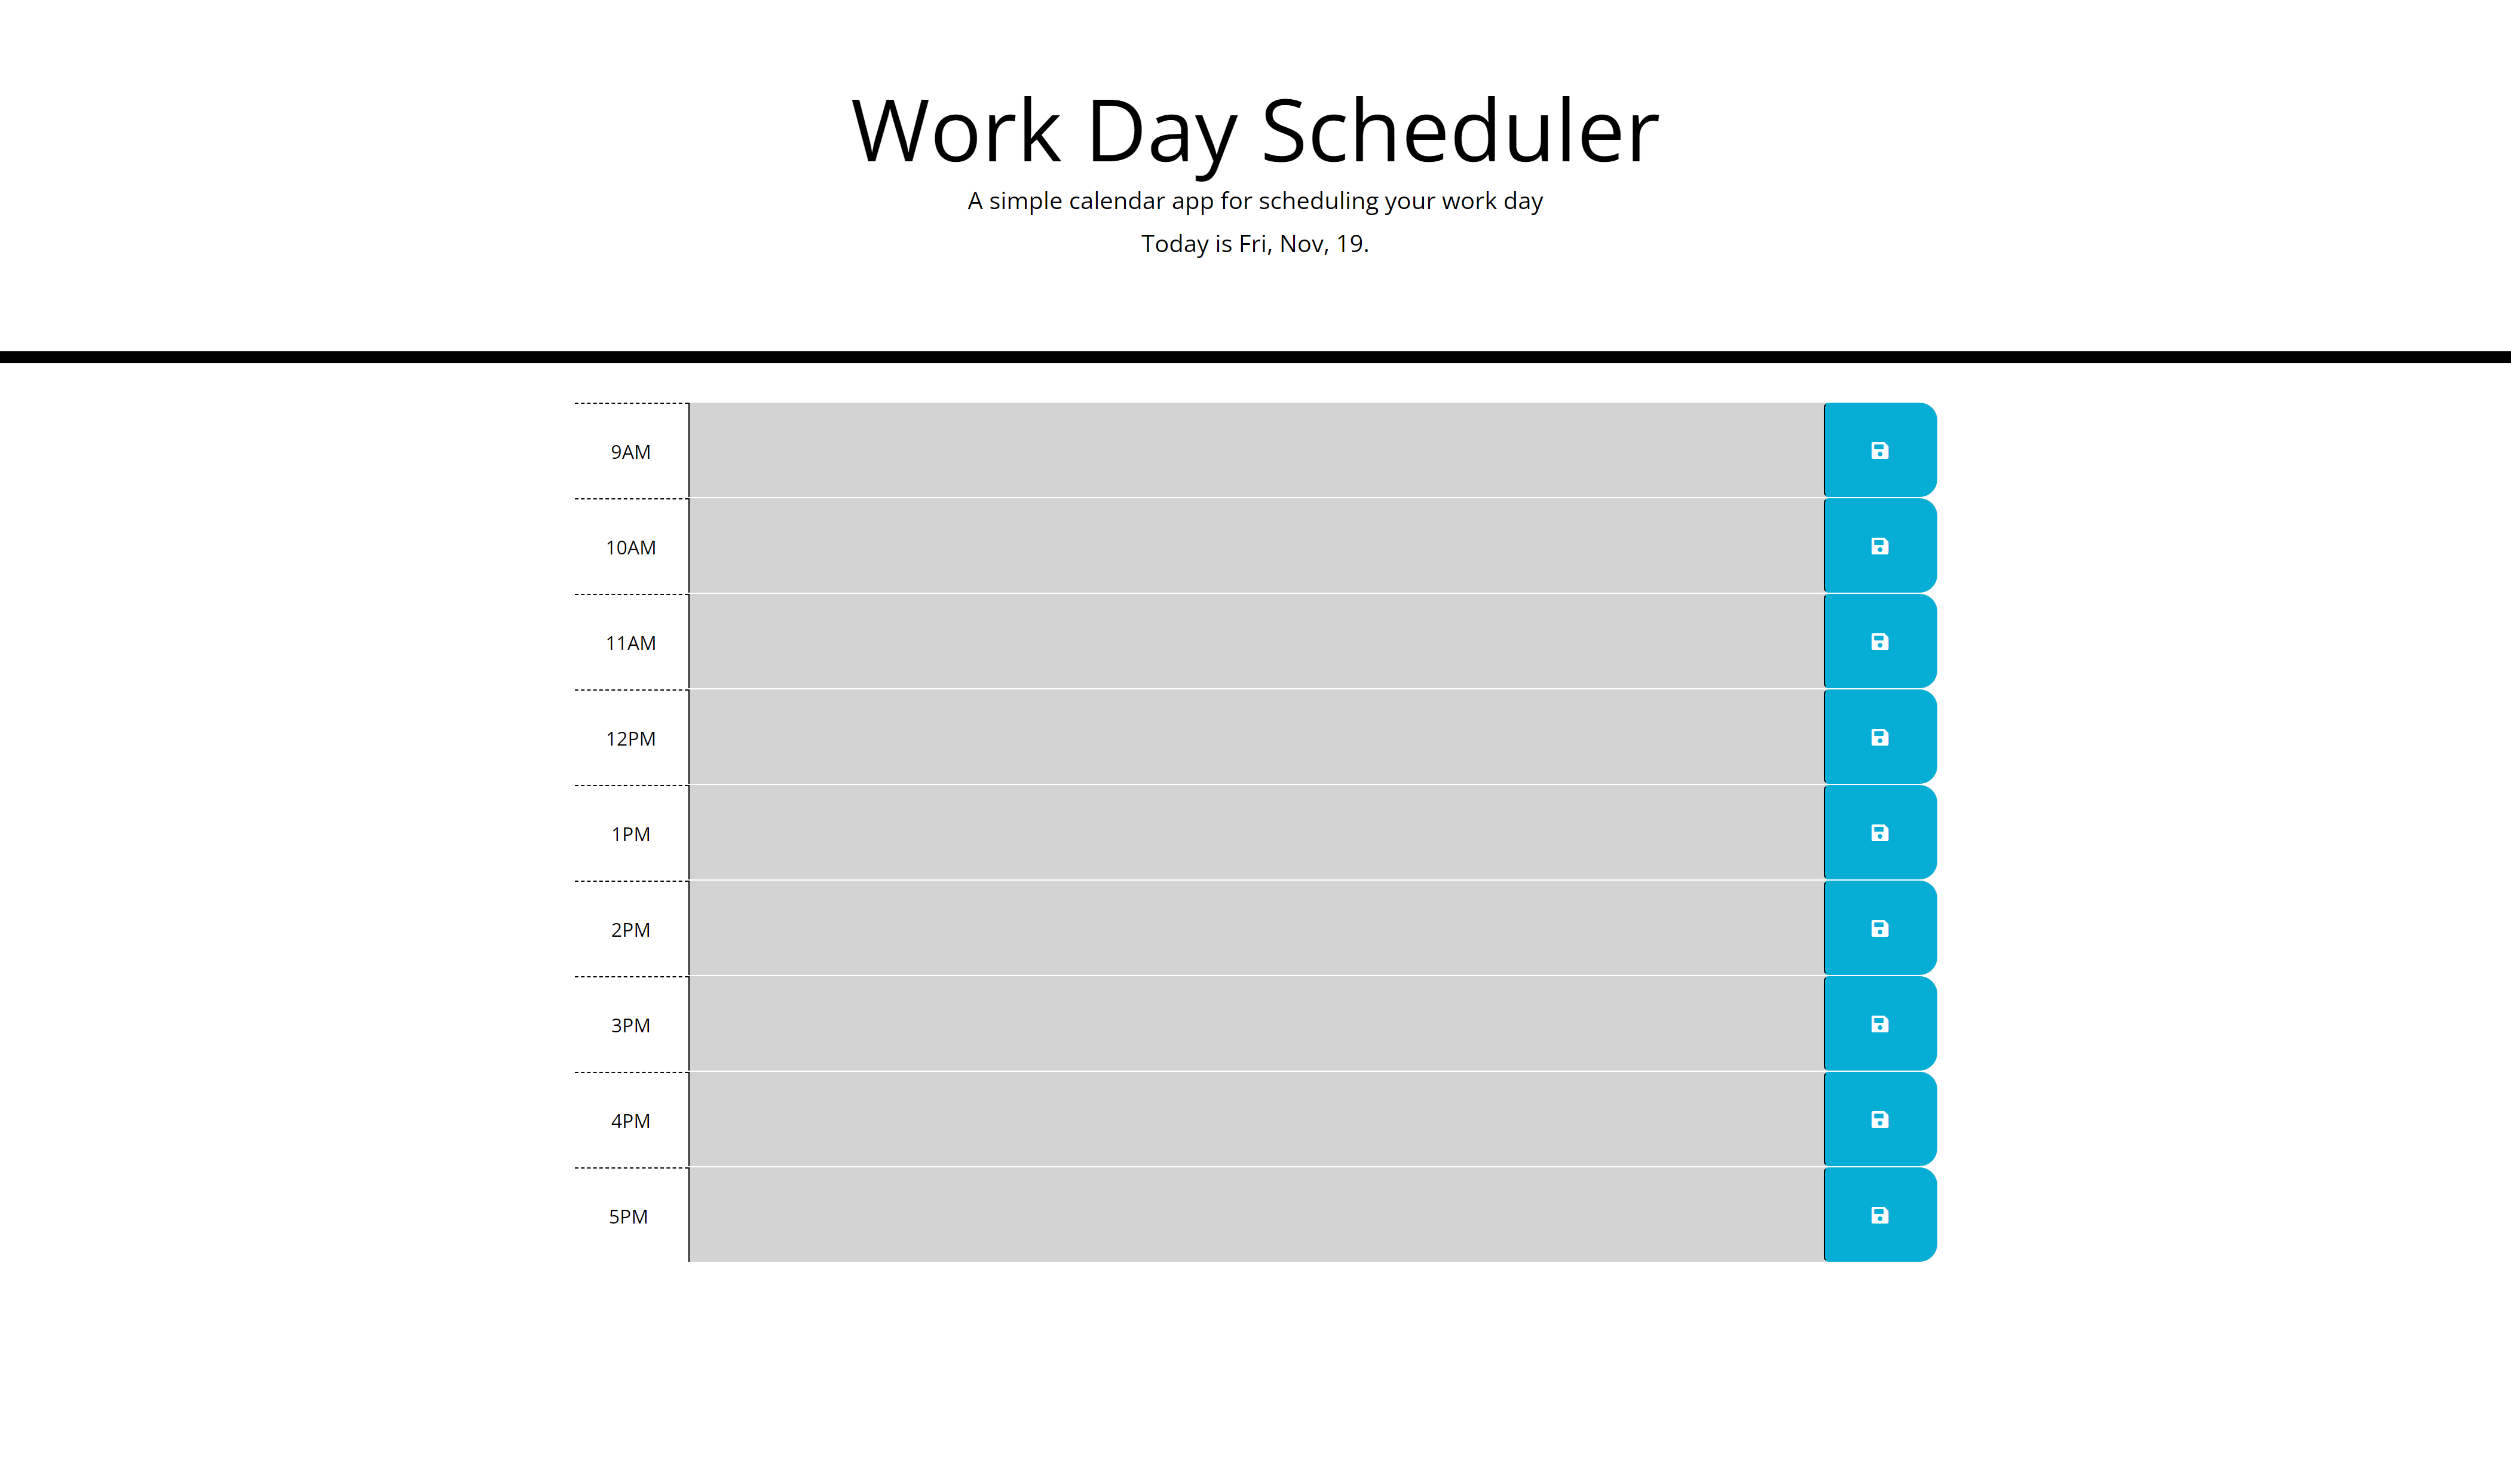 Work Day Scheduler
A simple calendar app for scheduling your work day
Today is Fri, Nov, 19.
9AM
10AM
11AM
12PM
1PM
2PM
3PM
4PM
5PM